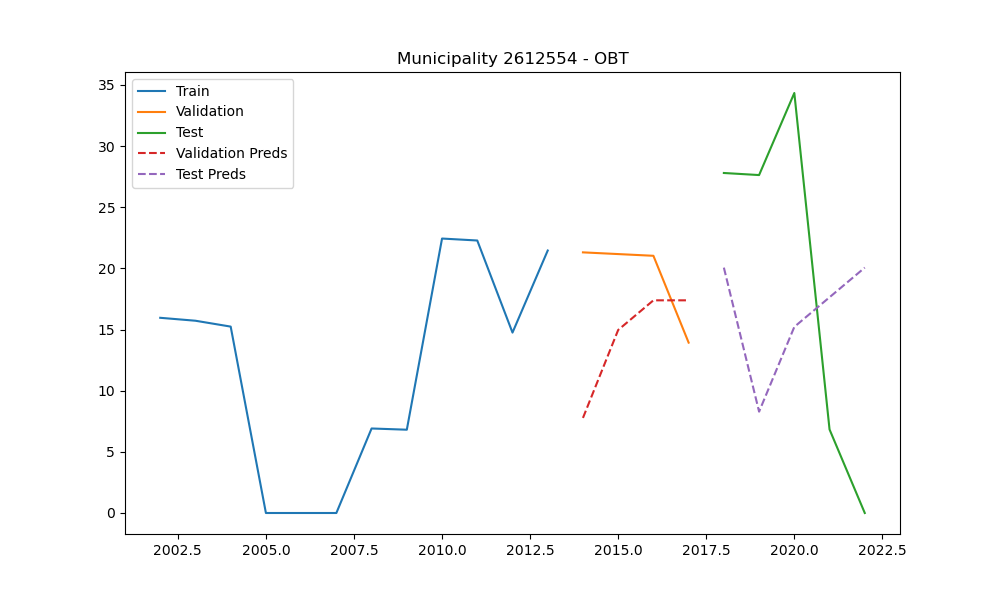 Municipality 2612554 - OBT
Train
Validation
Test
Validation Preds
Test Preds
35
30
25
20
15
10
5
0
2002.5 2005.0 2007.5 2010.0 2012.5 2015.0 2017.5 2020.0 2022.5